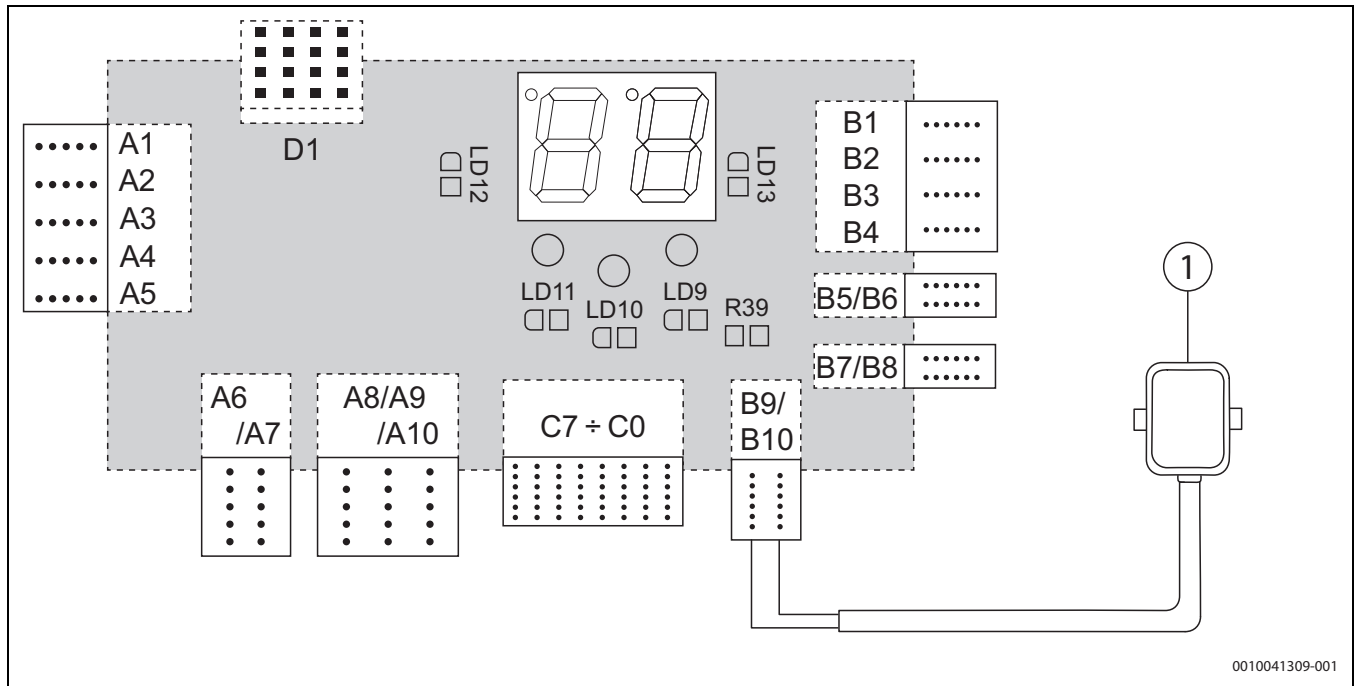 D1
A1
A2
A3
A4
A5
LD12
LD13
B1
B2
B3
B4
LD11
LD10
LD9
R39
B5/B6
B7/B8
1
A6
/A7
A8/A9
/A10
C7 ÷ C0
B9/
B10
0010041309-001